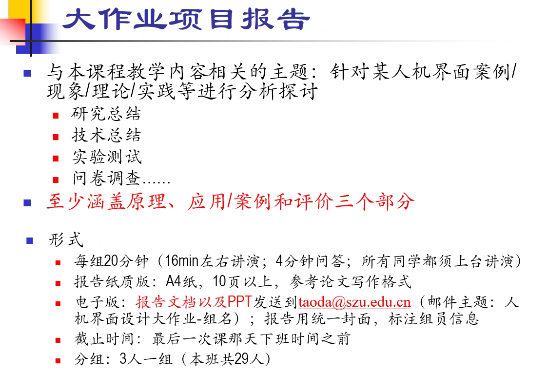 大作业项目报告
与本课程教学内容相关的主题：针对某人机界面案例/
现象/理论/实践等进行分析探讨
研究总结
技术总结
实验测试
问卷调查……
至少涵盖原理、应用/案例和评价三个部分
形式
每组20分钟（16min左右讲演；4分钟问答；所有同学都须上台讲演）
报告纸质版：A4纸，10页以上，参考论文写作格式
电子版：报告文档以及PPT发送到taoda@szu.edu.cn（邮件主题：人
机界面设计大作业-组名）；报告用统一封面，标注组员信息
截止时间：最后一次课那天下班时间之前
分组：3人一组（本班共29人）